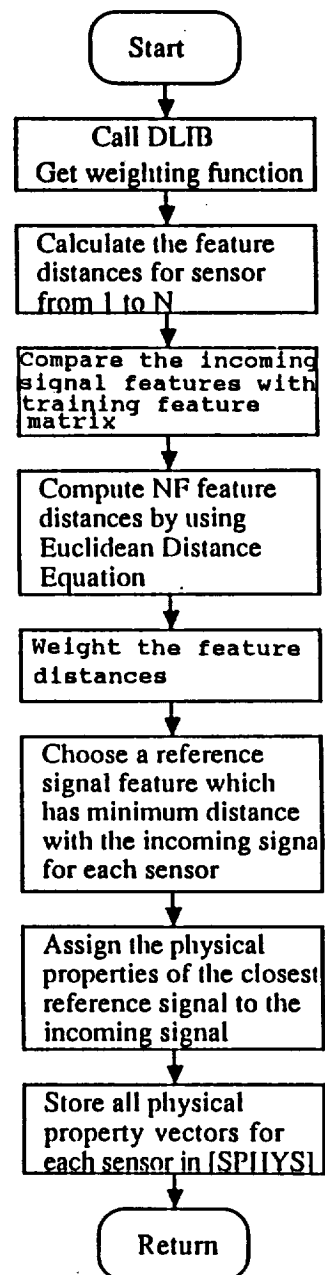 Start
Call DLIB
Get weighting function
Calculate the feature
distances for sensor
from 1 to N
Compare the incoming
signal features with
training feature
matrix
Compute NF feature
distances by using
Euclidean Distance
Equation
Weight the feature
distances
Choose a reference
signal feature which
has minimum distance
with the incoming signa
for each sensor
Assign the physical
properties of the closest
reference signal to the
incoming signal
Store all physical
property vectors for
each sensor in [SPHYS]
Return